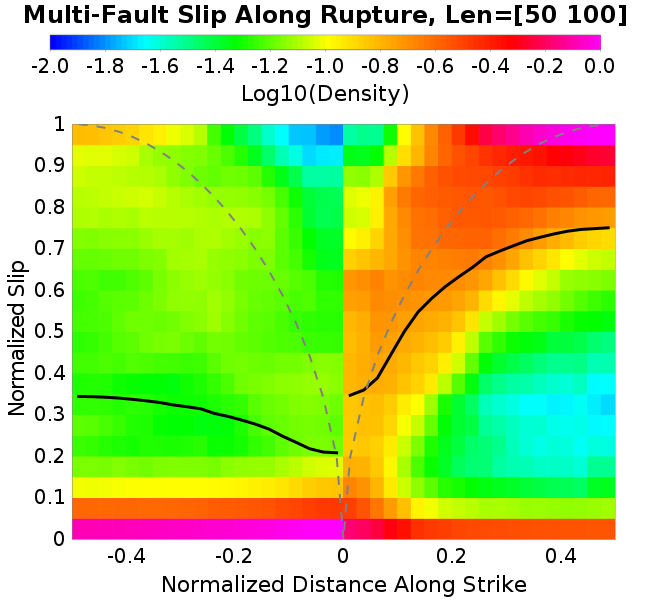 Multi-Fault Slip Along Rupture, Len=[50 100]
-2.0 -1.8 -1.6 -1.4 -1.2 -1.0 -0.8 -0.6 -0.4 -0.2 0.0
Log10(Density)
Normalized Slip
1
0.9
0.8
0.7
0.6
0.5
0.4
0.3
0.2
0.1
0
-0.4 -0.2 0 0.2 0.4
Normalized Distance Along Strike